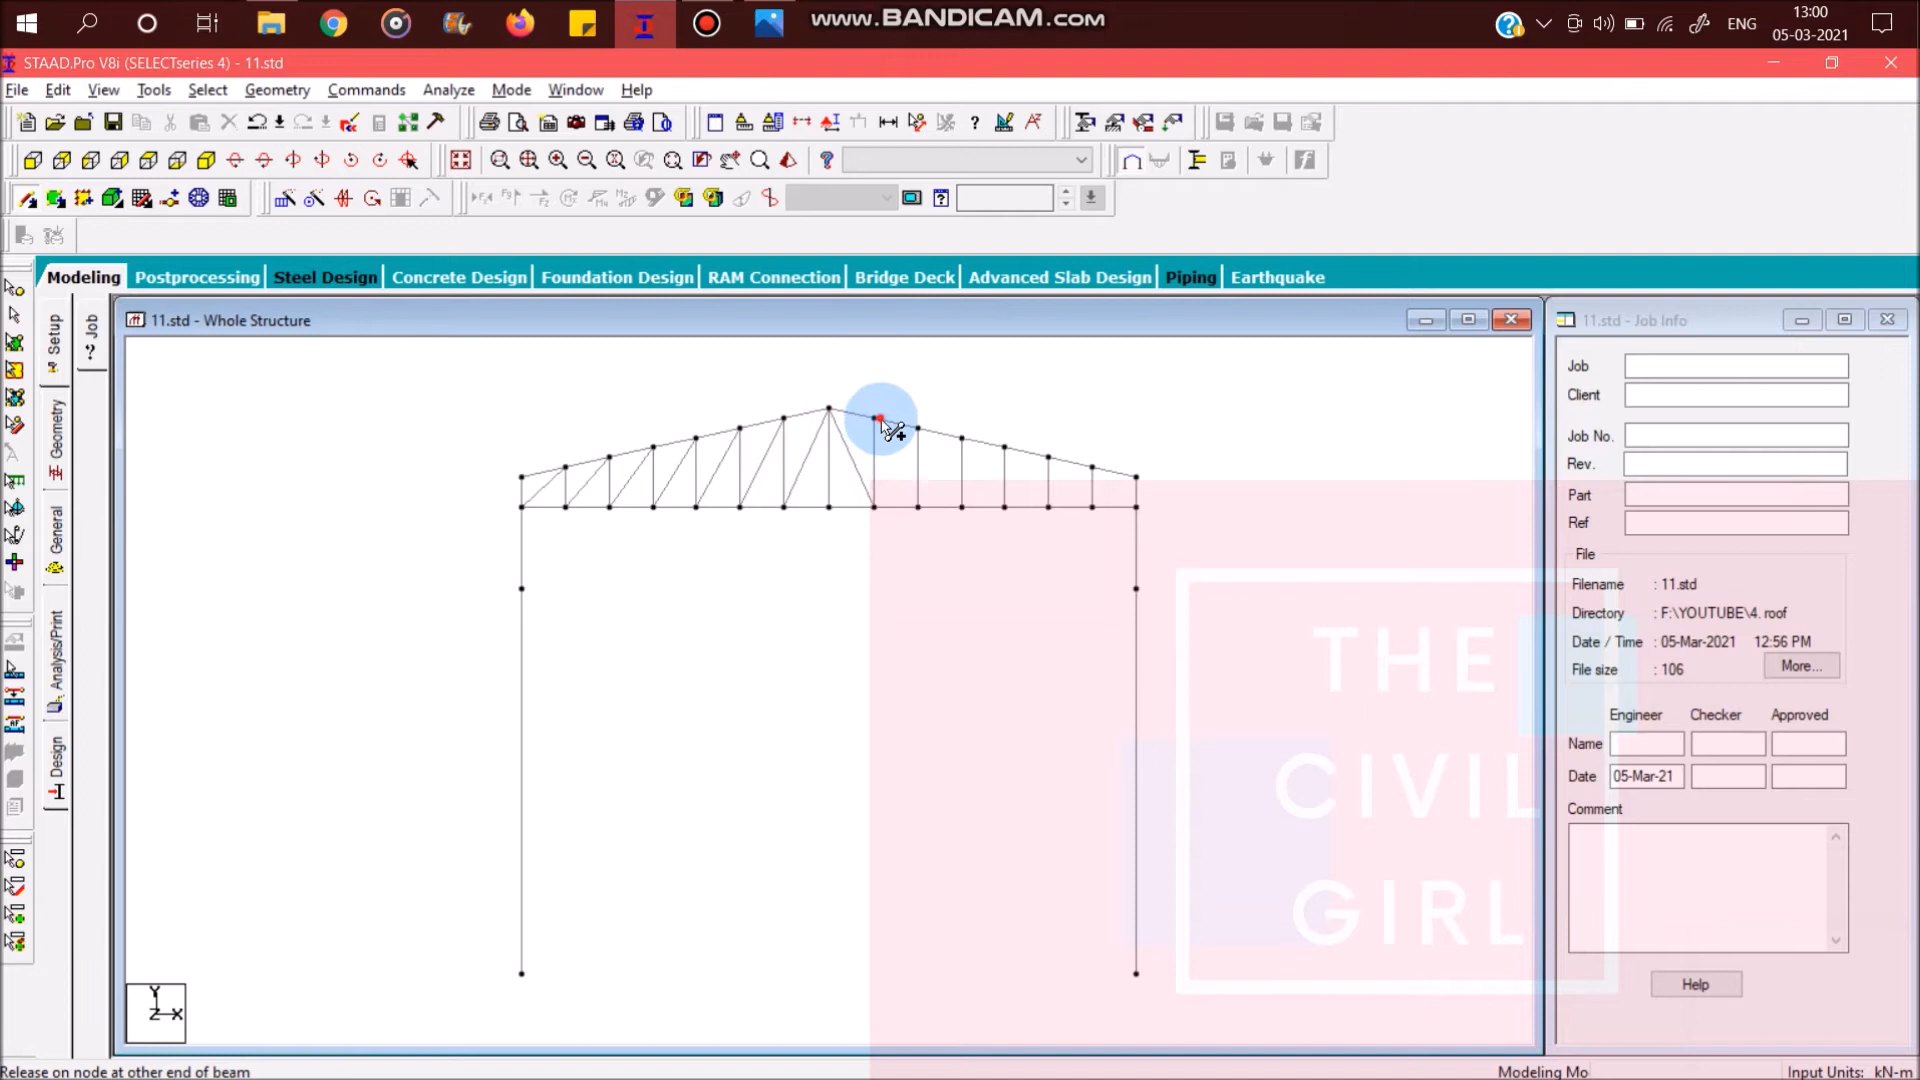 www.BANDICAM.com
ENG
13:00
05-03-2021
STAAD.Pro V8i (SELECTseries 4) - 11.std
File Edit View Tools Select Geometry Commands Analyze Mode Window Help
Modeling Postprocessing Steel Design Concrete Design Foundation Design RAM Connection Bridge Deck Advanced Slab Design Piping Earthquake
Setup
Geometry
General
Analysis/Print
Design
Job
11.std - Whole Structure
11.std - Job Info
Job
Client
Job No.
Rev.
Part
Ref
File
Filename : 11.std
Directory : F:\YOUTUBE\4. roof
Date / Time : 05-Mar-2021 12:56 PM
File size : 106
More...
Engineer Checker Approved
Name
Date 05-Mar-21
Comment
Help
THE
CIVIL
GIRL
Y
Z X
Release on node at other end of beam
Modeling Mo
Input Units: kN-m